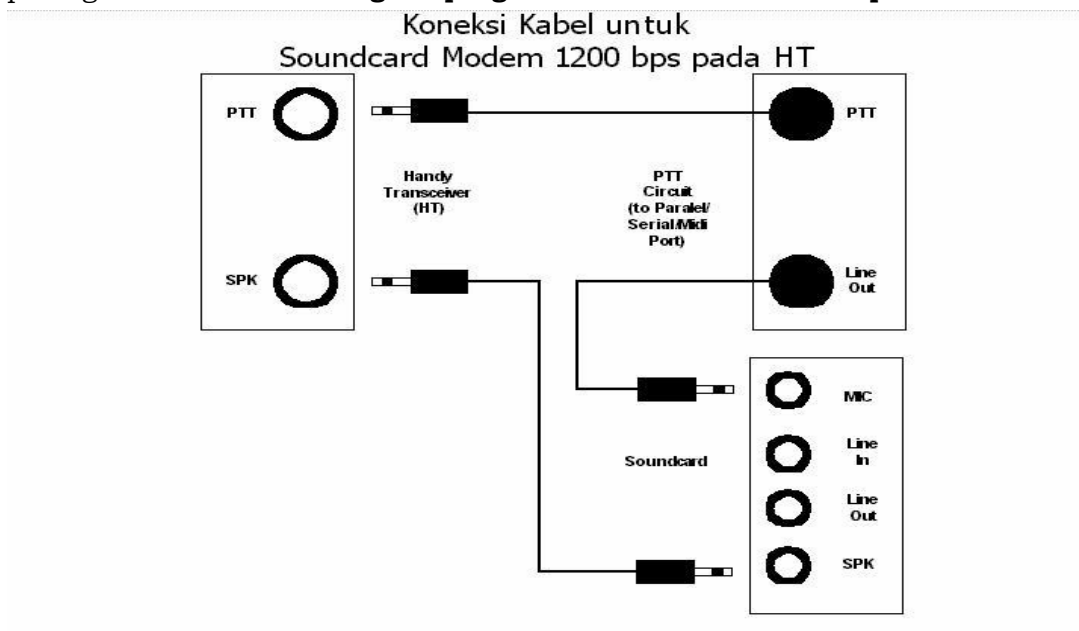 Koneksi Kabel untuk
Soundcard Modem 1200 bps pada HT
PTT
PTT
Handy
Transceiver
(HT)
PTT
Circuit
(to Paralel/
Serial/Midi
Port)
SPK
Line
Out
MIC
Line
In
Soundcard
Line
Out
SPK